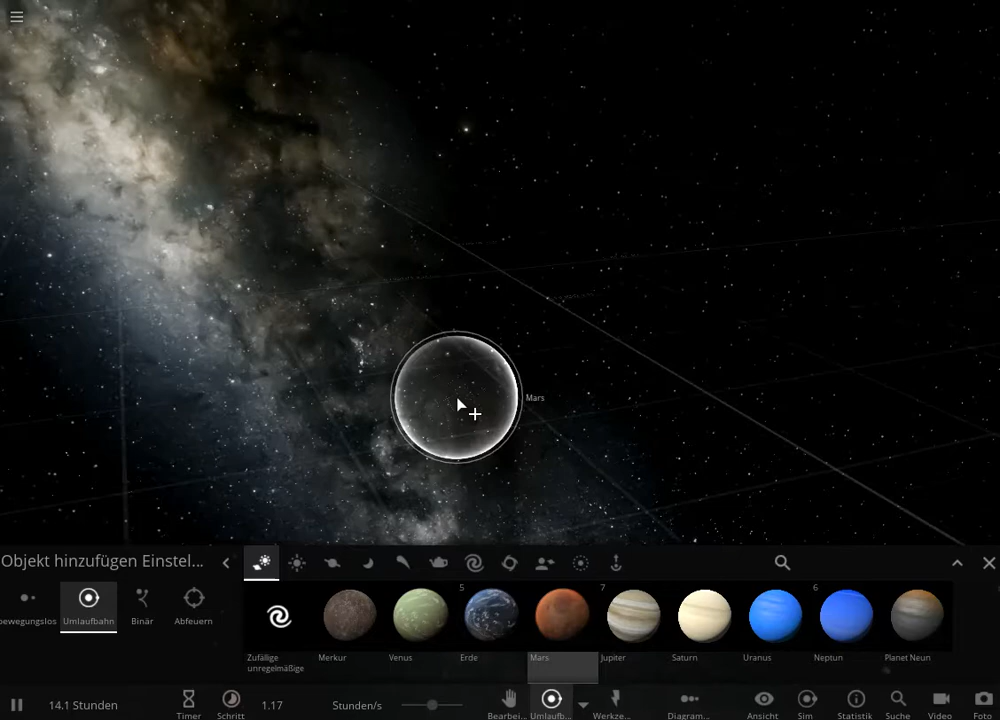 Mars
Objekt hinzufügen Einstel...
bewegungslos
Umlaufbahn
Binär
Abfeuern
5
7
6
Zufällige
unregelmäßige
Merkur
Venus
Erde
Mars
Jupiter
Saturn
Uranus
Neptun
Planet Neun
14.1 Stunden
Timer
Schritt
1.17
Stunden/s
Bearbei...
Umlaufb...
Werkze...
Diagram...
Ansicht
Sim
Statistik
Suche
Video
Foto